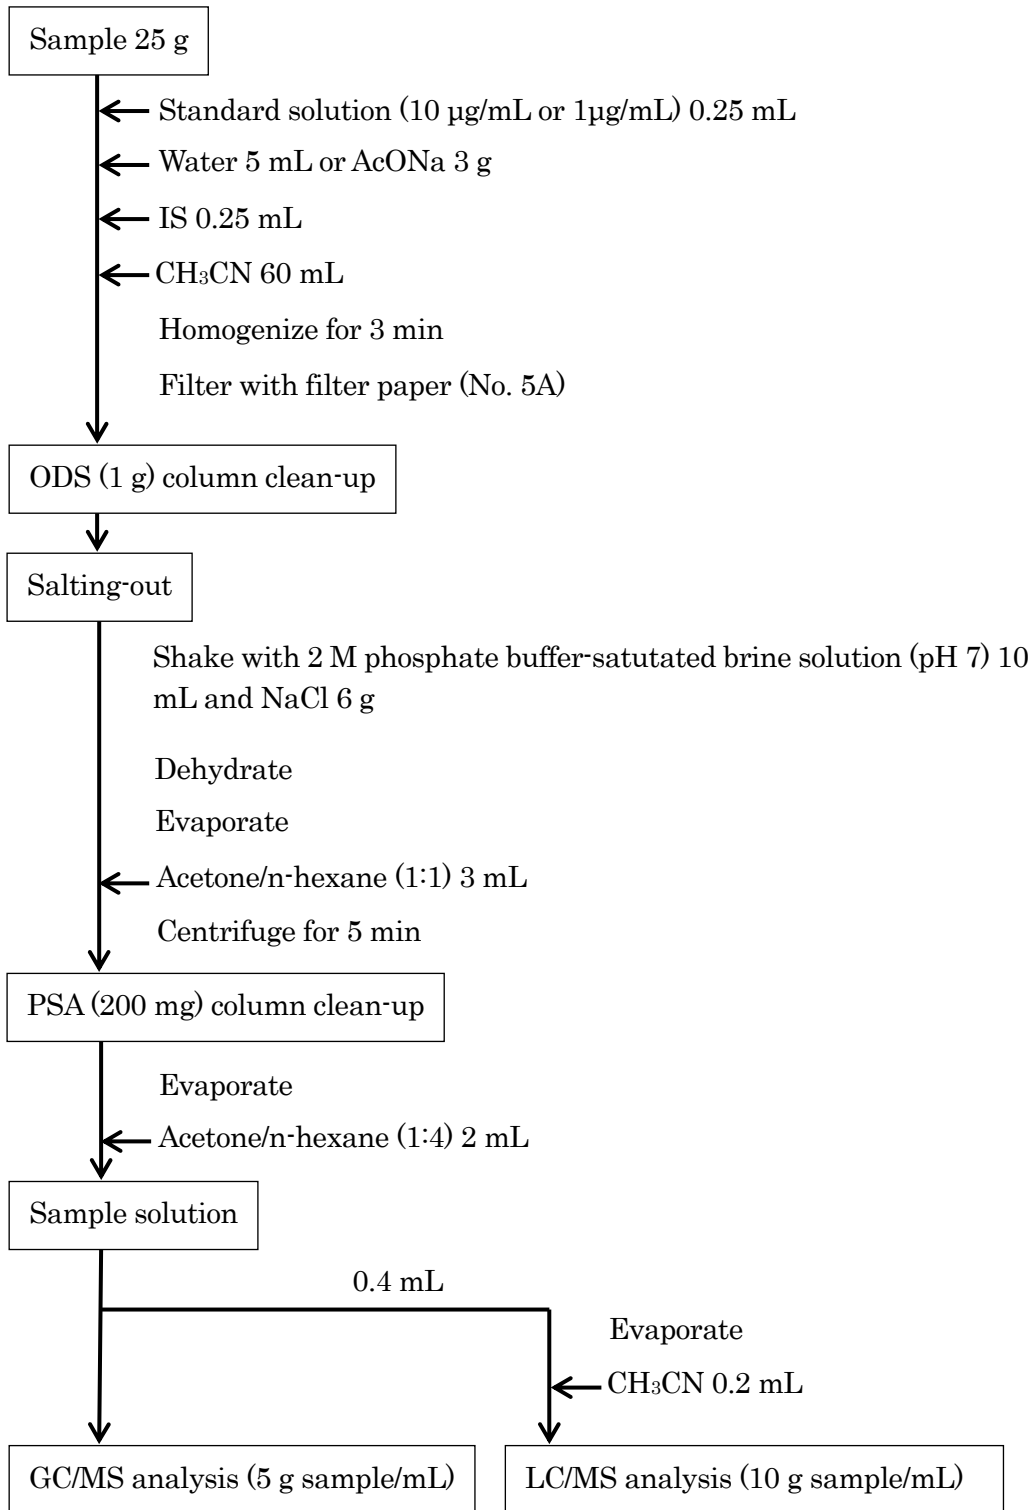 Sample 25 g
Standard solution (10 μg/mL or 1μg/mL) 0.25 mL
Water 5 mL or AcONa 3 g
IS 0.25 mL
CH₃CN 60 mL
Homogenize for 3 min
Filter with filter paper (No. 5A)
ODS (1 g) column clean-up
Salting-out
Shake with 2 M phosphate buffer-satutated brine solution (pH 7) 10
mL and NaCl 6 g
Dehydrate
Evaporate
Acetone/n-hexane (1:1) 3 mL
Centrifuge for 5 min
PSA (200 mg) column clean-up
Evaporate
Acetone/n-hexane (1:4) 2 mL
Sample solution
0.4 mL
Evaporate
CH₃CN 0.2 mL
GC/MS analysis (5 g sample/mL)
LC/MS analysis (10 g sample/mL)